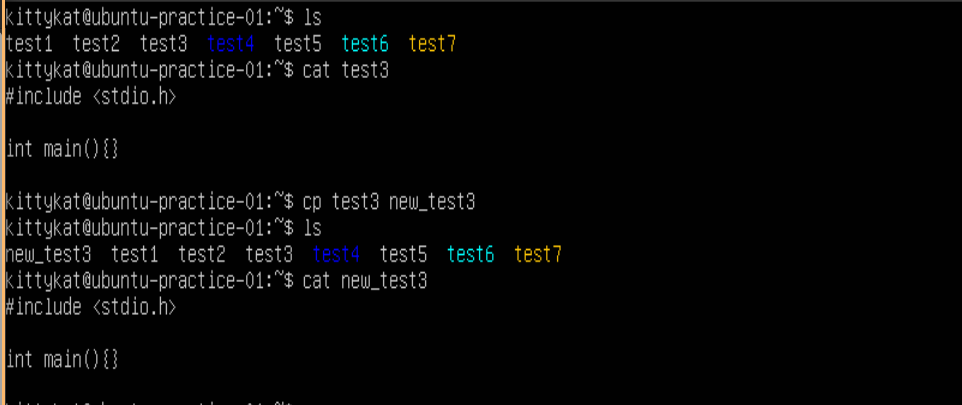 kittykat@ubuntu-practice-01:~$ ls
test1 test2 test3 test4 test5 test6 test7
kittykat@ubuntu-practice-01:~$ cat test3
#include <stdio.h>
int main(){}
kittykat@ubuntu-practice-01:~$ cp test3 new_test3
kittykat@ubuntu-practice-01:~$ ls
new_test3 test1 test2 test3 test4 test5 test6 test7
kittykat@ubuntu-practice-01:~$ cat new_test3
#include <stdio.h>
int main(){}